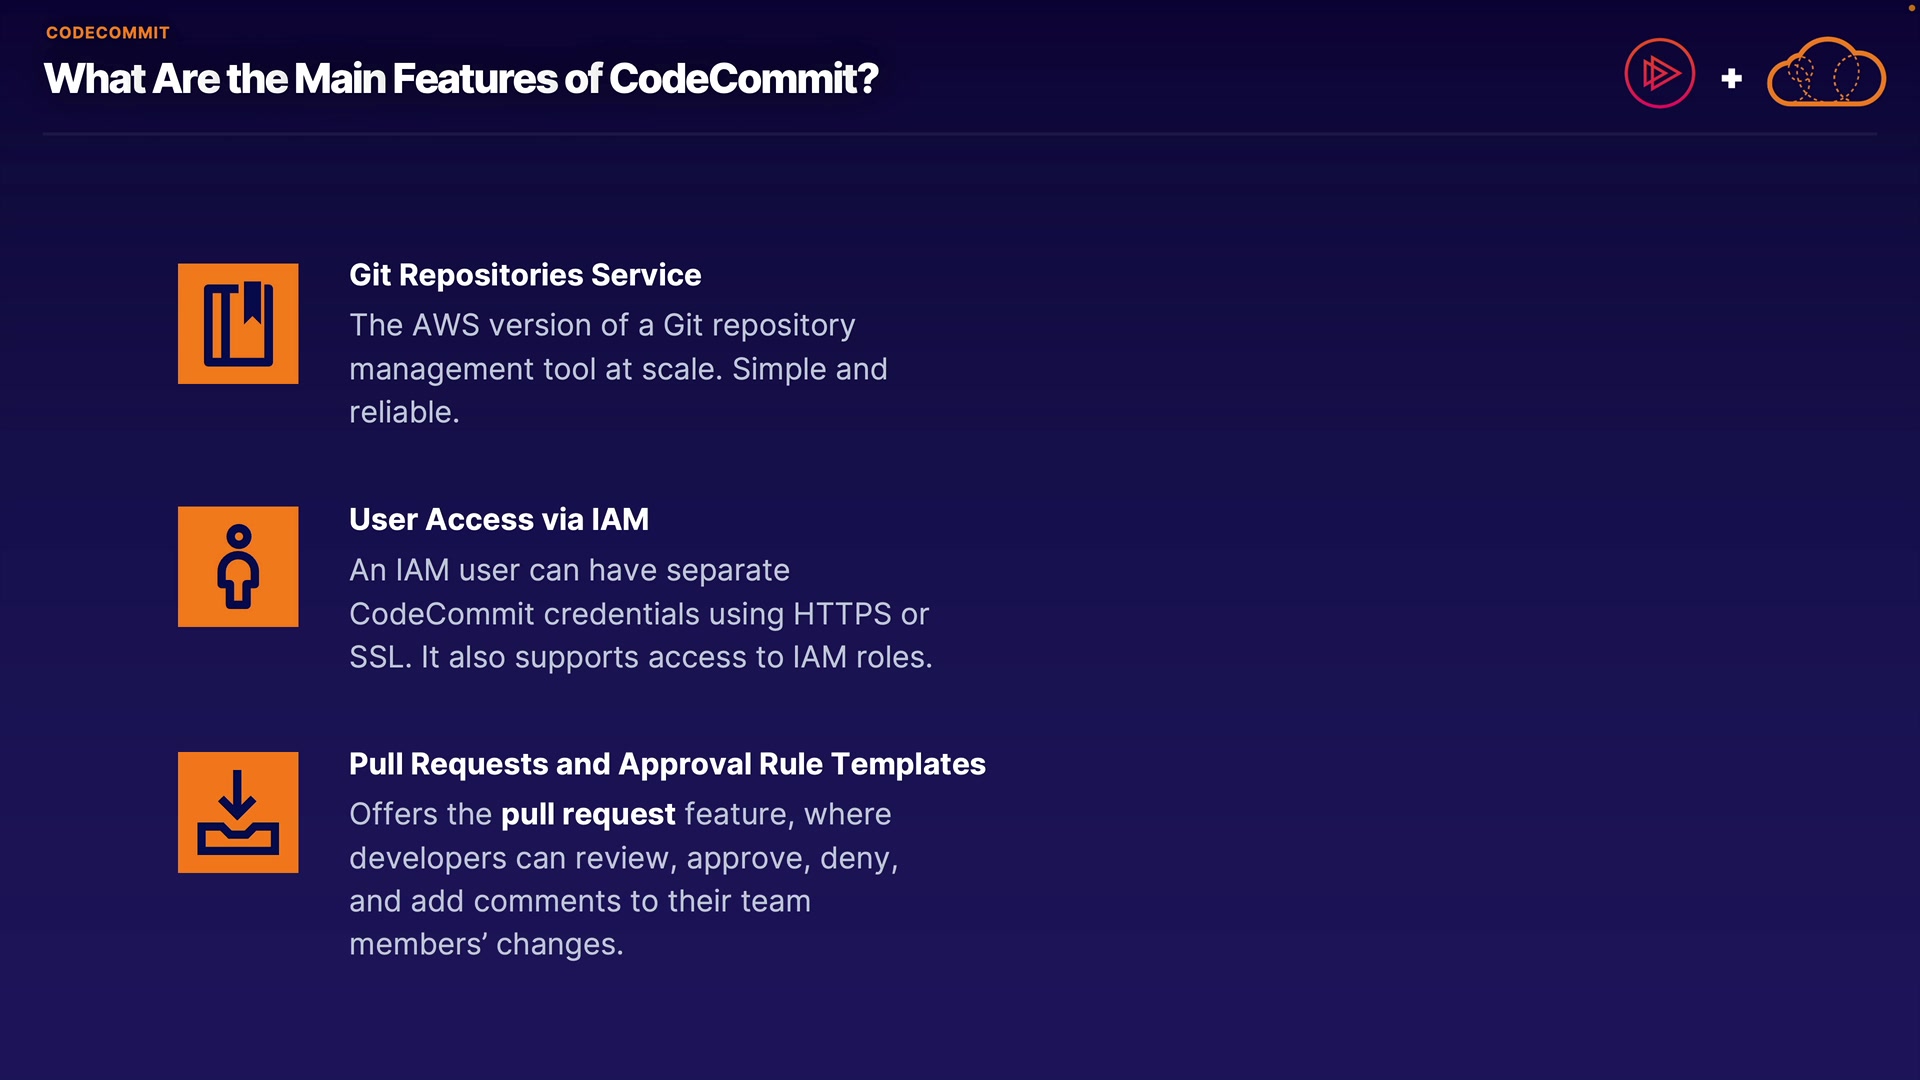 CODECOMMIT
What Are the Main Features of CodeCommit?
+
Git Repositories Service
The AWS version of a Git repository
management tool at scale. Simple and
reliable.
User Access via IAM
An IAM user can have separate
CodeCommit credentials using HTTPS or
SSL. It also supports access to IAM roles.
Pull Requests and Approval Rule Templates
Offers the pull request feature, where
developers can review, approve, deny,
and add comments to their team
members’ changes.